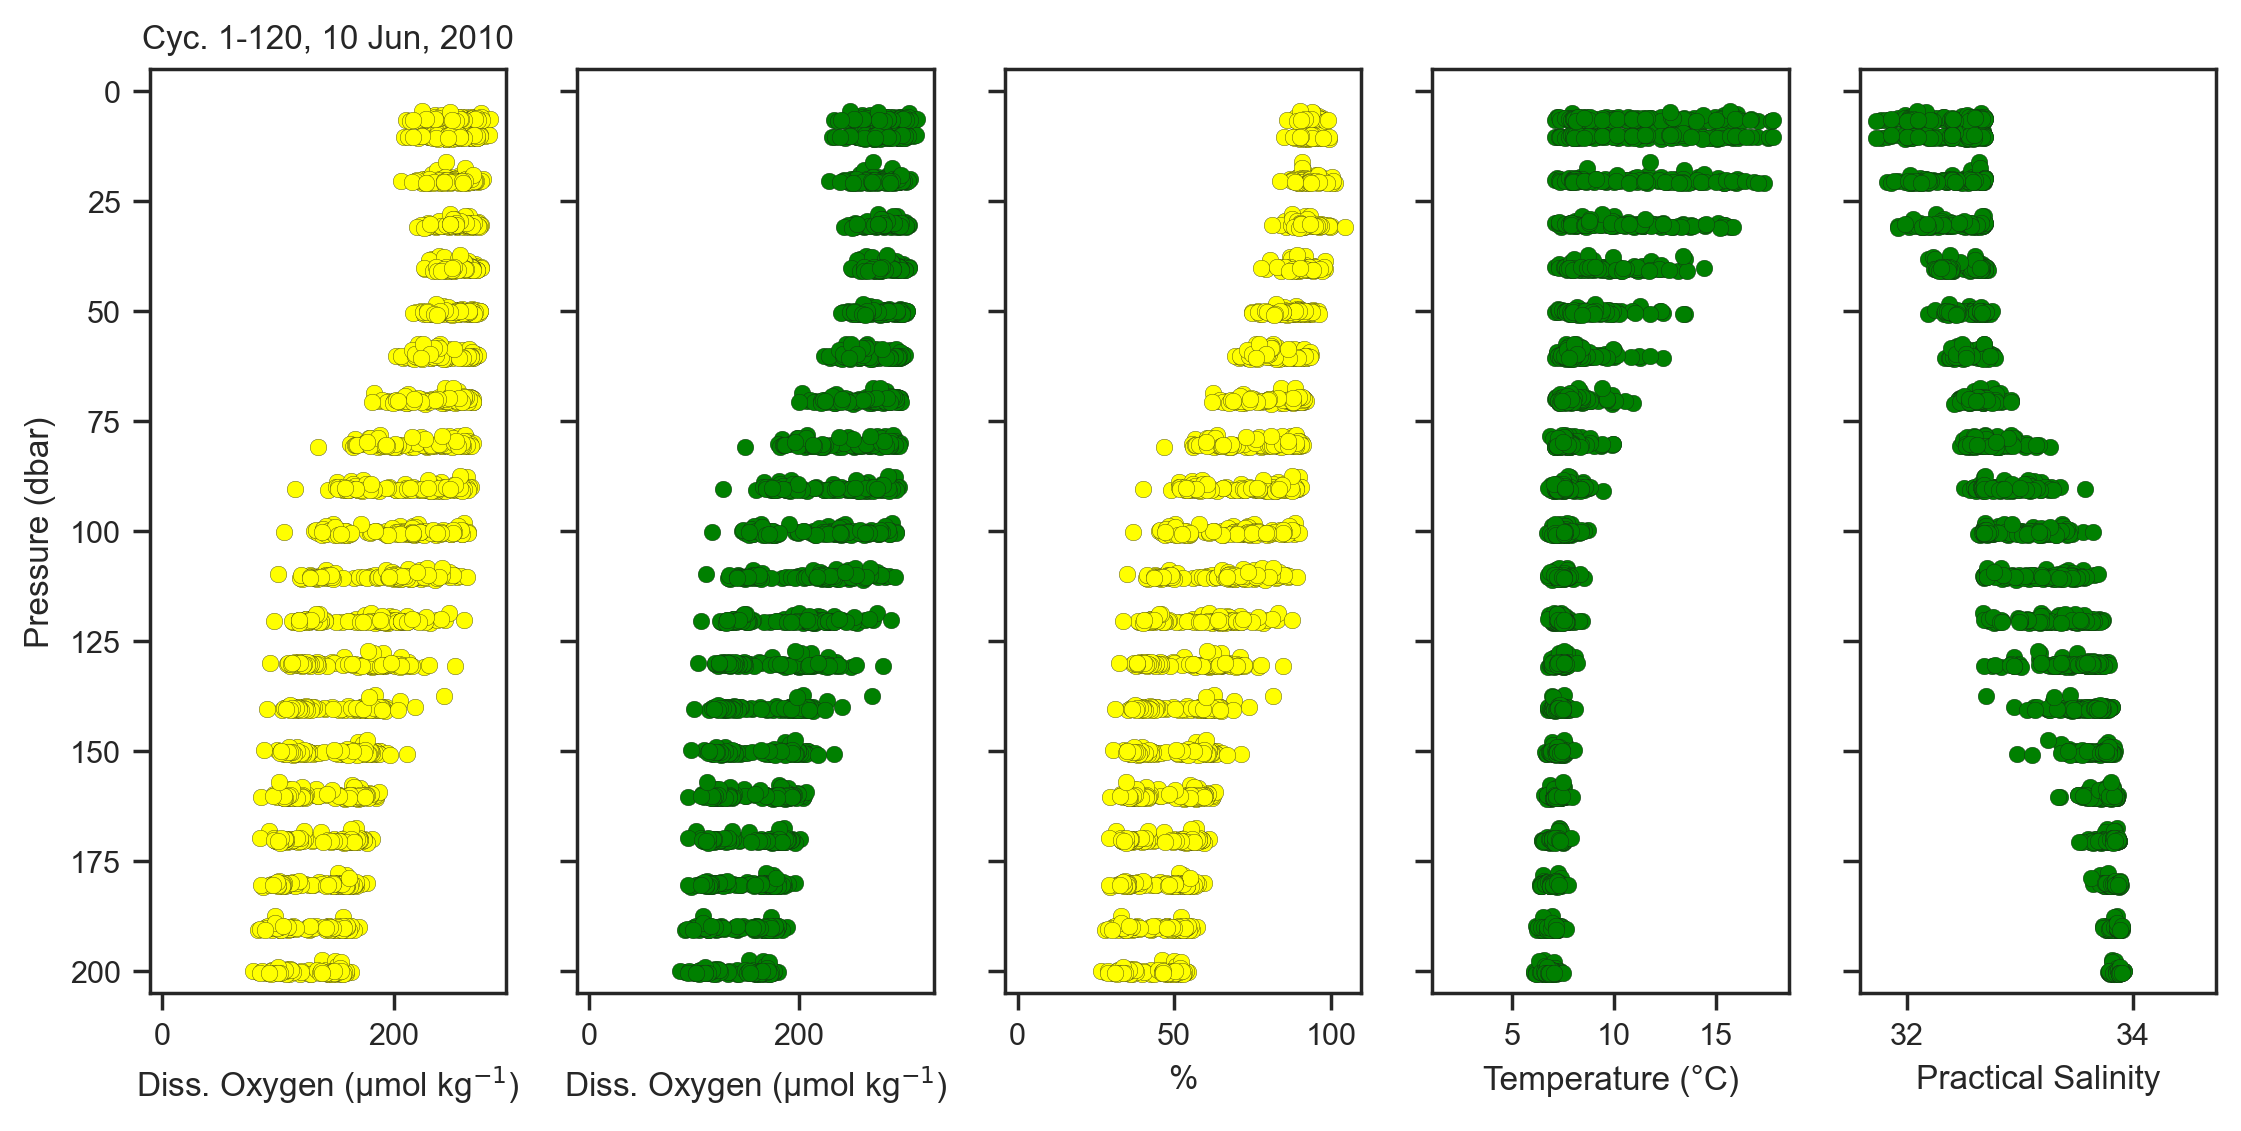 Cyc. 1-120, 10 Jun, 2010
Pressure (dbar)
0
25
50
75
100
125
150
175
200
0 200
0 200
0 50 100
5 10 15
32 34
Diss. Oxygen (µmol kg⁻¹)
Diss. Oxygen (µmol kg⁻¹)
%
Temperature (°C)
Practical Salinity